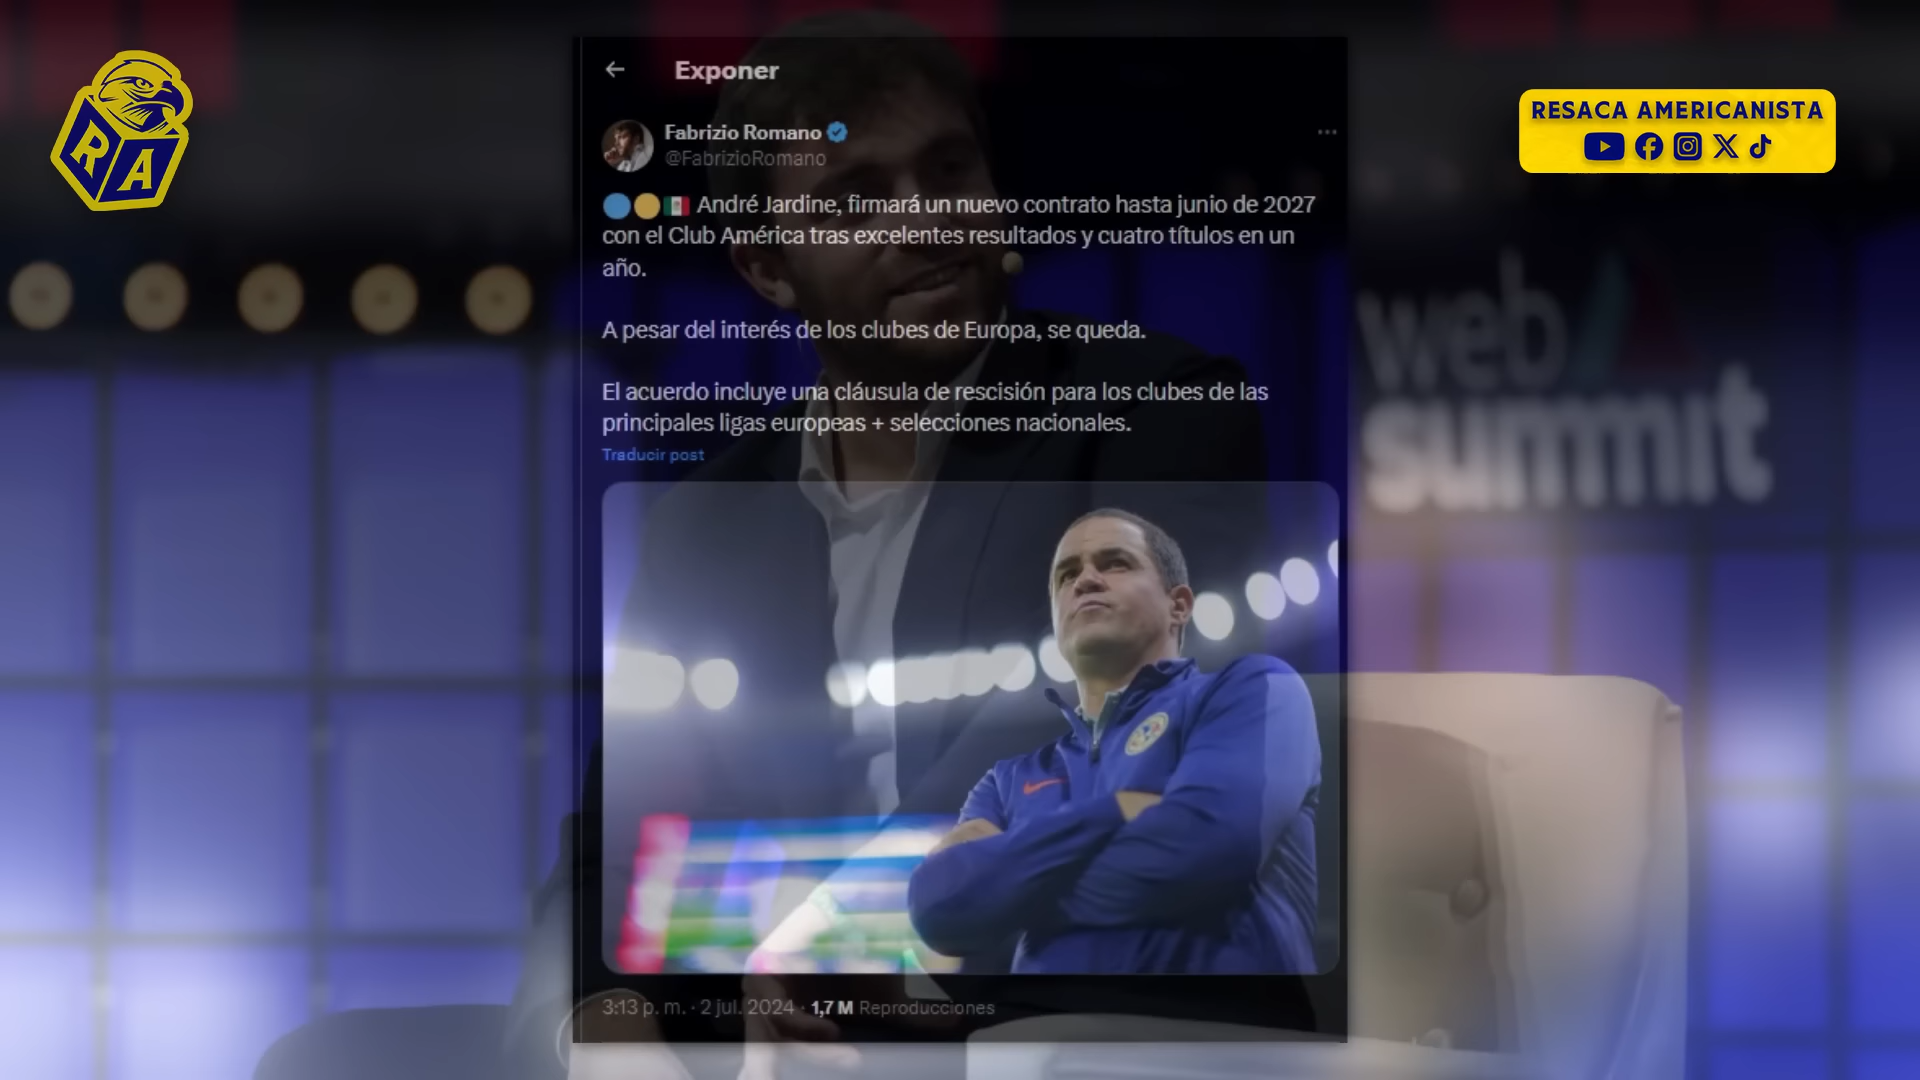 Exponer
Fabrizio Romano
@FabrizioRomano
André Jardine, firmará un nuevo contrato hasta junio de 2027
con el Club América tras excelentes resultados y cuatro títulos en un
año.
A pesar del interés de los clubes de Europa, se queda.
El acuerdo incluye una cláusula de rescisión para los clubes de las
principales ligas europeas + selecciones nacionales.
Traducir post
3:13 p. m. · 2 jul. 2024 · 1,7 M Reproducciones
RA
RESACA AMERICANISTA
web
summit